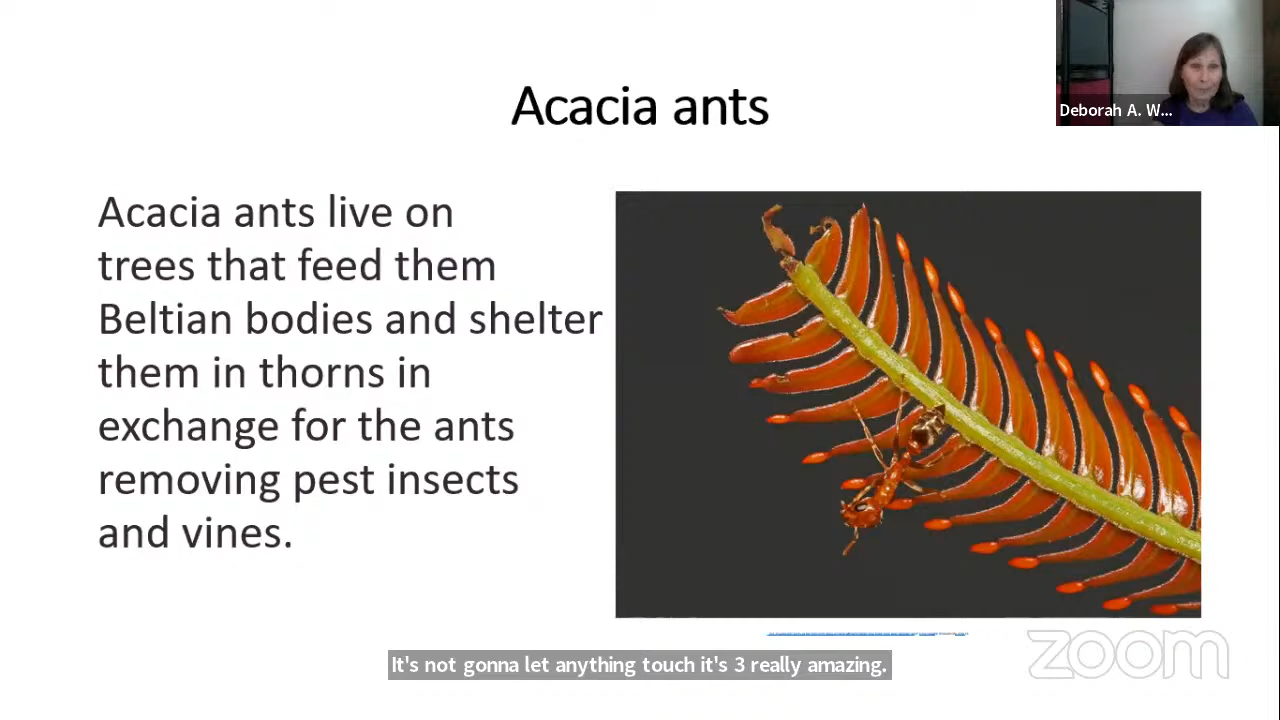 Acacia ants
Deborah A. W...
Acacia ants live on
trees that feed them
Beltian bodies and shelter
them in thorns in
exchange for the ants
removing pest insects
and vines.
zoom
It's not gonna let anything touch it's 3 really amazing.